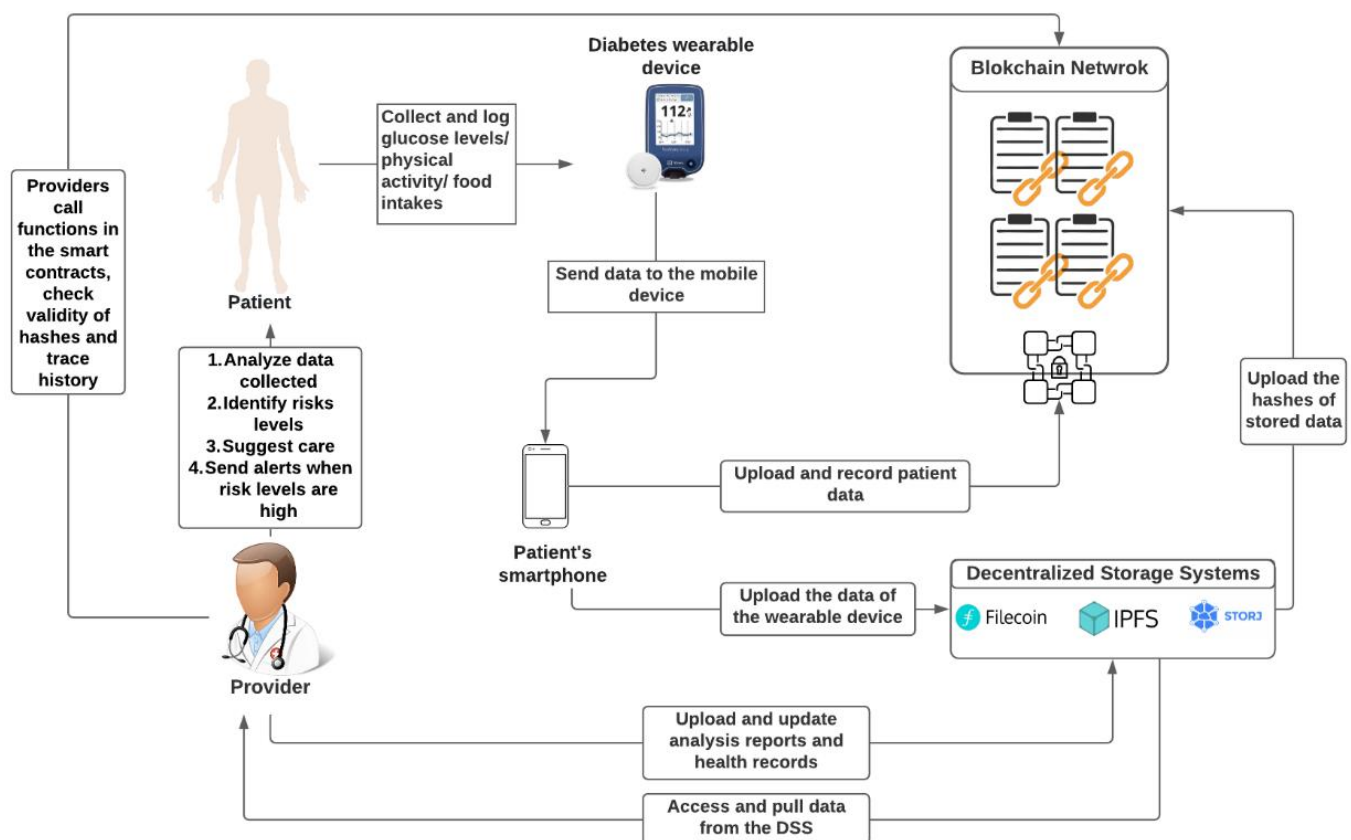 Diabetes wearable
device
112
Blokchain Netwrok
Collect and log
glucose levels/
physical
activity/ food
intakes
Providers
call
functions in
the smart
contracts,
check
validity of
hashes and
trace
history
Patient
Send data to the mobile
device
1.Analyze data
collected
2.Identify risks
levels
3.Suggest care
4.Send alerts when
risk levels are
high
Upload the
hashes of
stored data
Upload and record patient
data
Patient's
smartphone
Decentralized Storage Systems
Upload the data of
the wearable device
Filecoin
IPFS
STORJ
Provider
Upload and update
analysis reports and
health records
Access and pull data
from the DSS